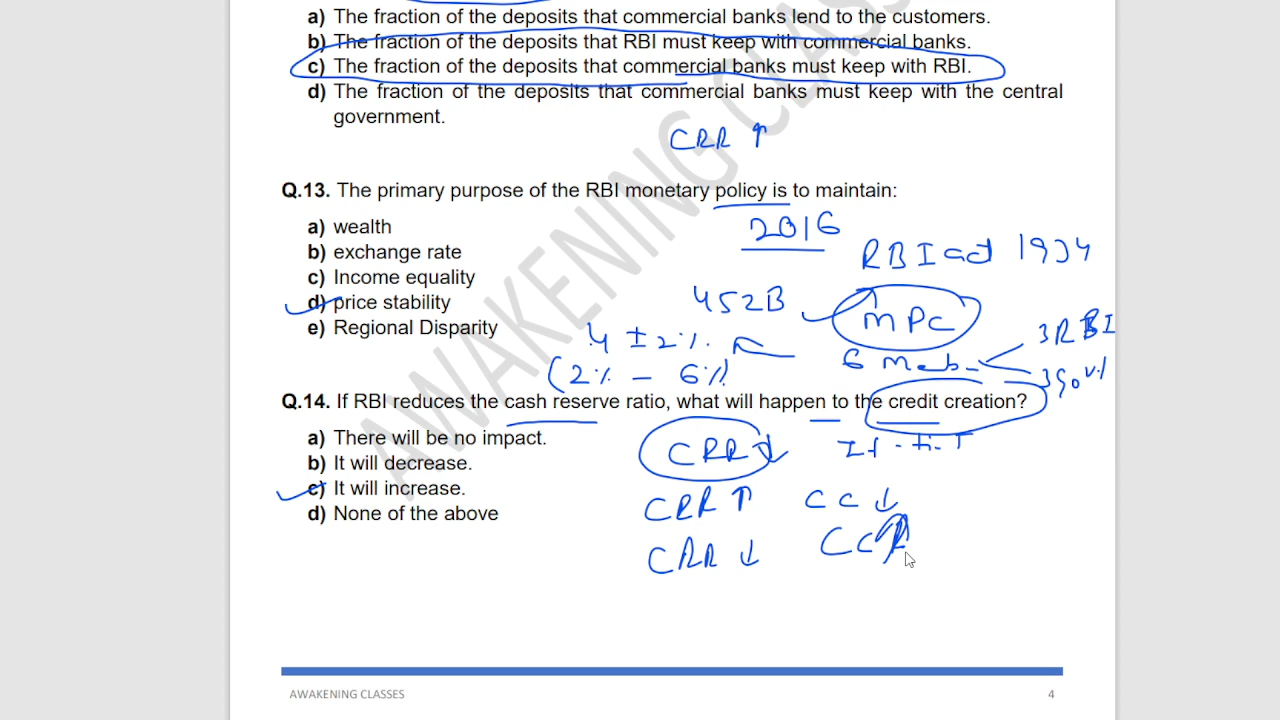 a) The fraction of the deposits that commercial banks lend to the customers.
b) The fraction of the deposits that RBI must keep with commercial banks.
c) The fraction of the deposits that commercial banks must keep with RBI.
d) The fraction of the deposits that commercial banks must keep with the central
government.
CRR ↑
Q.13. The primary purpose of the RBI monetary policy is to maintain:
a) wealth
2016
b) exchange rate
RBI act 1934
c) Income equality
452B
d) price stability
MPC
e) Regional Disparity
4 ± 2%
3 RBI
(2% – 6%)
6 Memb
3 Govt
Q.14. If RBI reduces the cash reserve ratio, what will happen to the credit creation?
a) There will be no impact.
CRR ↓
b) It will decrease.
c) It will increase.
CRR ↑ CC ↓
d) None of the above
CRR ↓ CC ↑
AWAKENING CLASSES
AWAKENING CLASSES 4